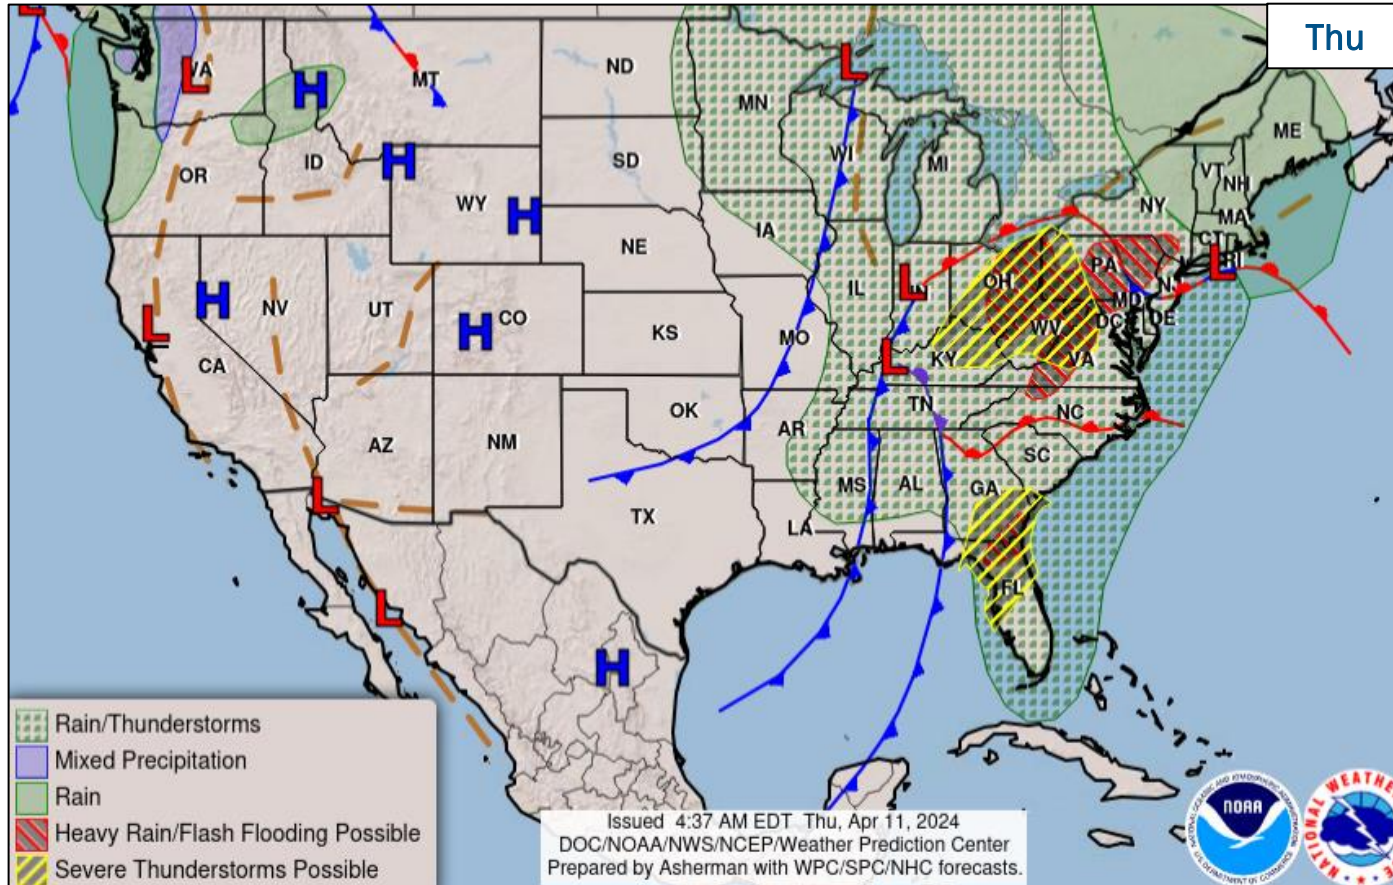 Thu
WA
MT
ND
MN
ME
OR
ID
SD
WI
MI
VT
NH
WY
NY
MA
IA
NE
CT
RI
PA
OH
IL
IN
NV
UT
CO
NJ
MD
DE
DC
KS
MO
WV
CA
KY
VA
TN
NC
OK
AR
AZ
NM
SC
MS
AL
GA
TX
LA
FL
H
H
H
H
H
H
L
L
L
L
L
L
L
L
Rain/Thunderstorms
Mixed Precipitation
Rain
Heavy Rain/Flash Flooding Possible
Severe Thunderstorms Possible
Issued 4:37 AM EDT Thu, Apr 11, 2024
DOC/NOAA/NWS/NCEP/Weather Prediction Center
Prepared by Asherman with WPC/SPC/NHC forecasts.
NOAA
NATIONAL WEATHER